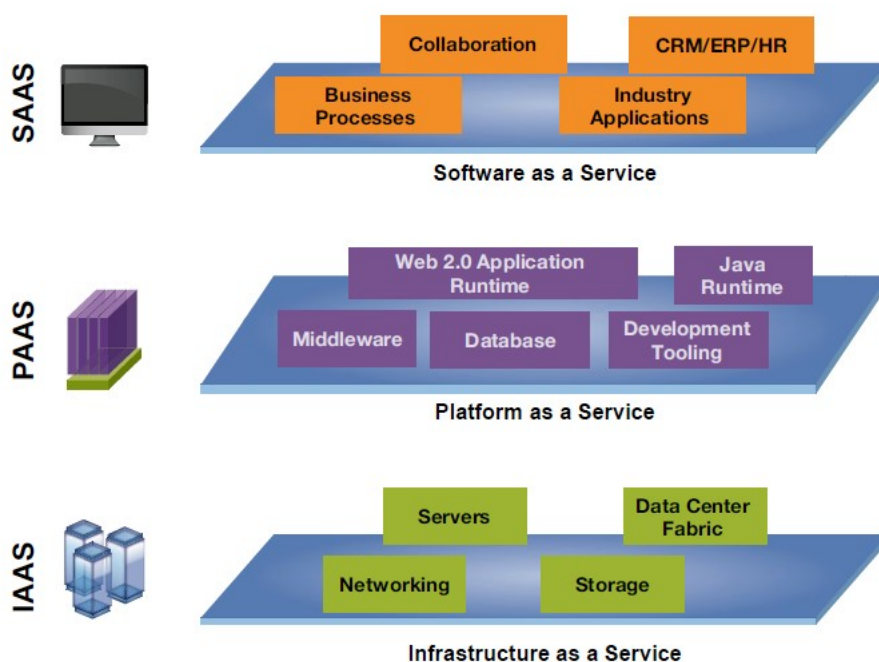 SAAS
Collaboration
CRM/ERP/HR
Business
Processes
Industry
Applications
Software as a Service
PAAS
Web 2.0 Application
Runtime
Java
Runtime
Middleware
Database
Development
Tooling
Platform as a Service
IAAS
Servers
Data Center
Fabric
Networking
Storage
Infrastructure as a Service